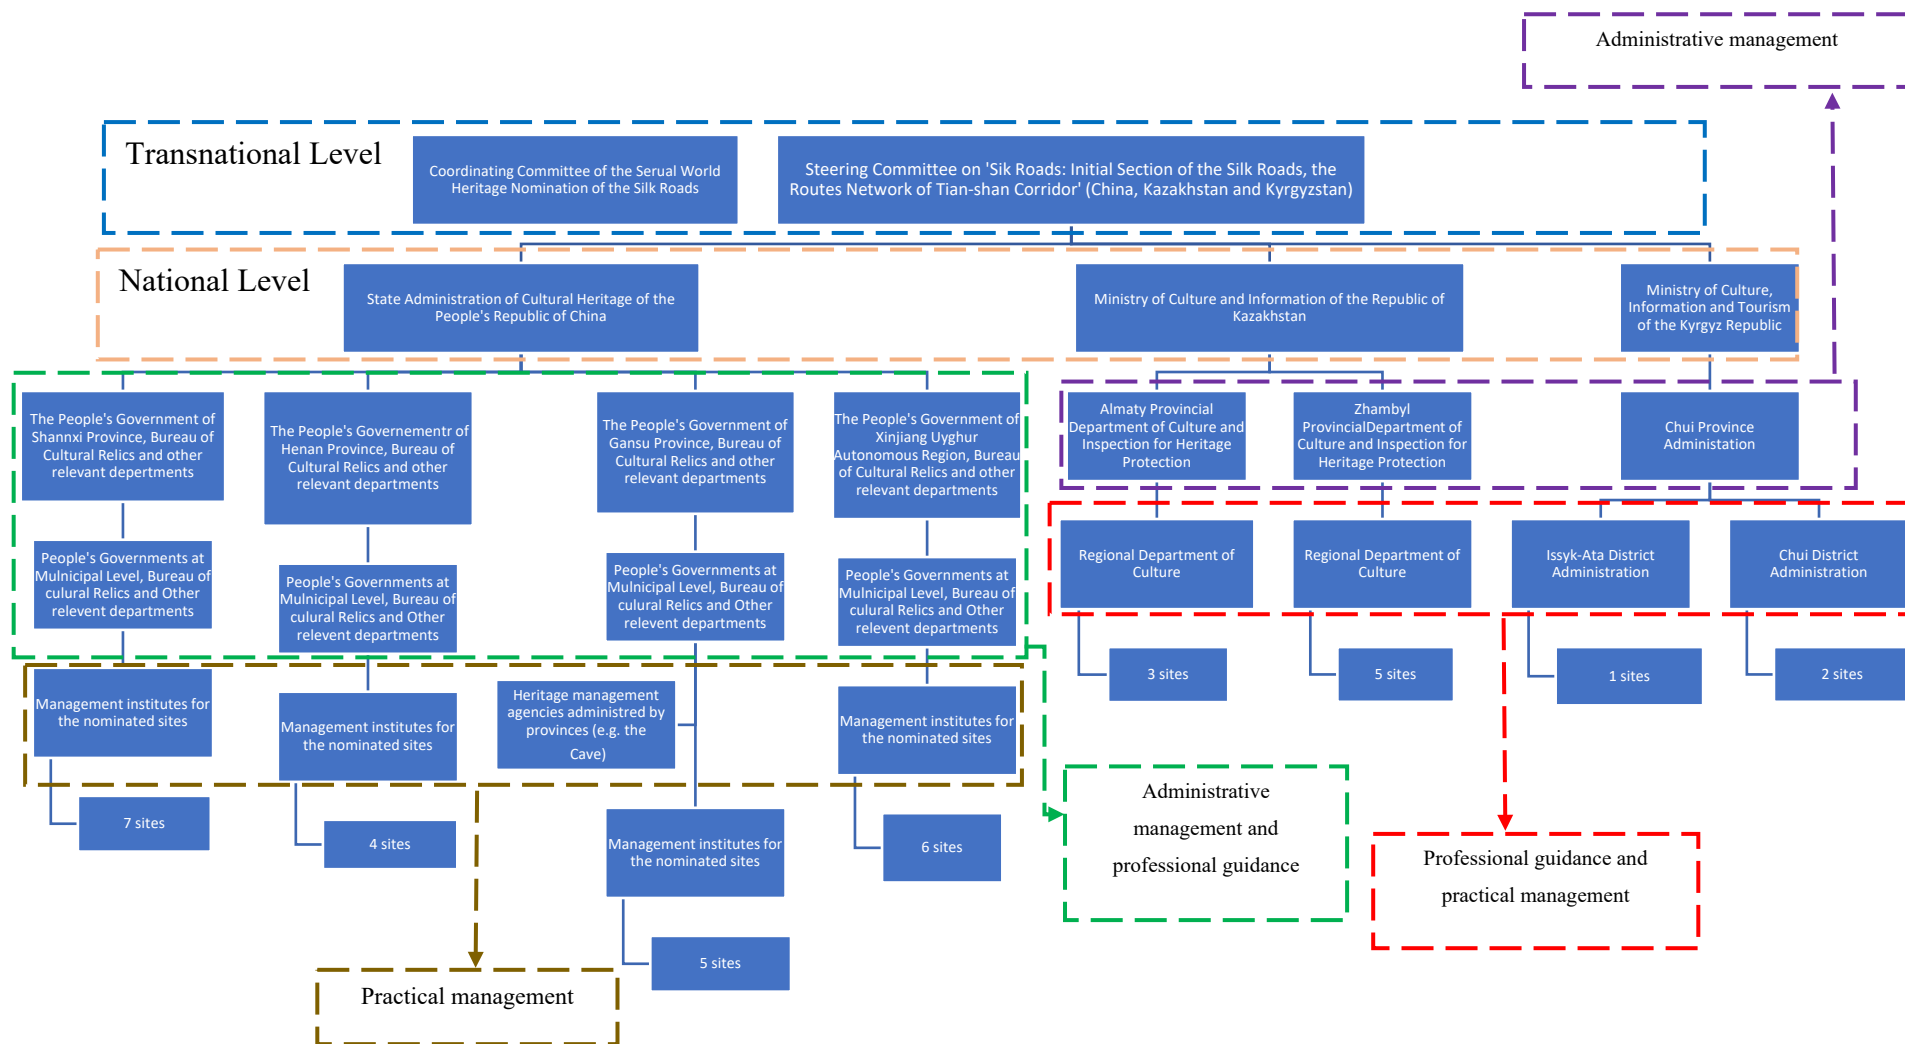 Administrative management
Transnational Level
Coordinating Committee of the Serual World
Heritage Nomination of the Silk Roads
Steering Committee on 'Sik Roads: Initial Section of the Silk Roads, the
Routes Network of Tian-shan Corridor' (China, Kazakhstan and Kyrgyzstan)
National Level
State Administration of Cultural Heritage of the
People's Republic of China
Ministry of Culture and Information of the Republic of
Kazakhstan
Ministry of Culture,
Information and Tourism
of the Kyrgyz Republic
The People's Government of
Shannxi Province, Bureau of
Cultural Relics and other
relevant depertments
The People's Governementr of
Henan Province, Bureau of
Cultural Relics and other
relevant departments
The People's Government of
Gansu Province, Bureau of
Cultural Relics and other
relevant departments
The People's Government of
Xinjiang Uyghur
Autonomous Region, Bureau
of Cultural Relics and other
relevant departments
Almaty Provincial
Department of Culture and
Inspection for Heritage
Protection
Zhambyl
ProvincialDepartment of
Culture and Inspection for
Heritage Protection
Chui Province
Administation
People's Governments at
Mulnicipal Level, Bureau of
culural Relics and Other
relevent departments
People's Governments at
Mulnicipal Level, Bureau of
culural Relics and Other
relevent departments
People's Governments at
Mulnicipal Level, Bureau of
culural Relics and Other
relevent departments
People's Governments at
Mulnicipal Level, Bureau of
culural Relics and Other
relevent departments
Regional Department of
Culture
Regional Department of
Culture
Issyk-Ata District
Administration
Chui District
Administration
3 sites
5 sites
1 sites
2 sites
Management institutes for
the nominated sites
Management institutes for
the nominated sites
Heritage management
agencies administred by
provinces (e.g. the
Cave)
Management institutes for
the nominated sites
7 sites
4 sites
Management institutes for
the nominated sites
6 sites
5 sites
Administrative
management and
professional guidance
Professional guidance and
practical management
Practical management